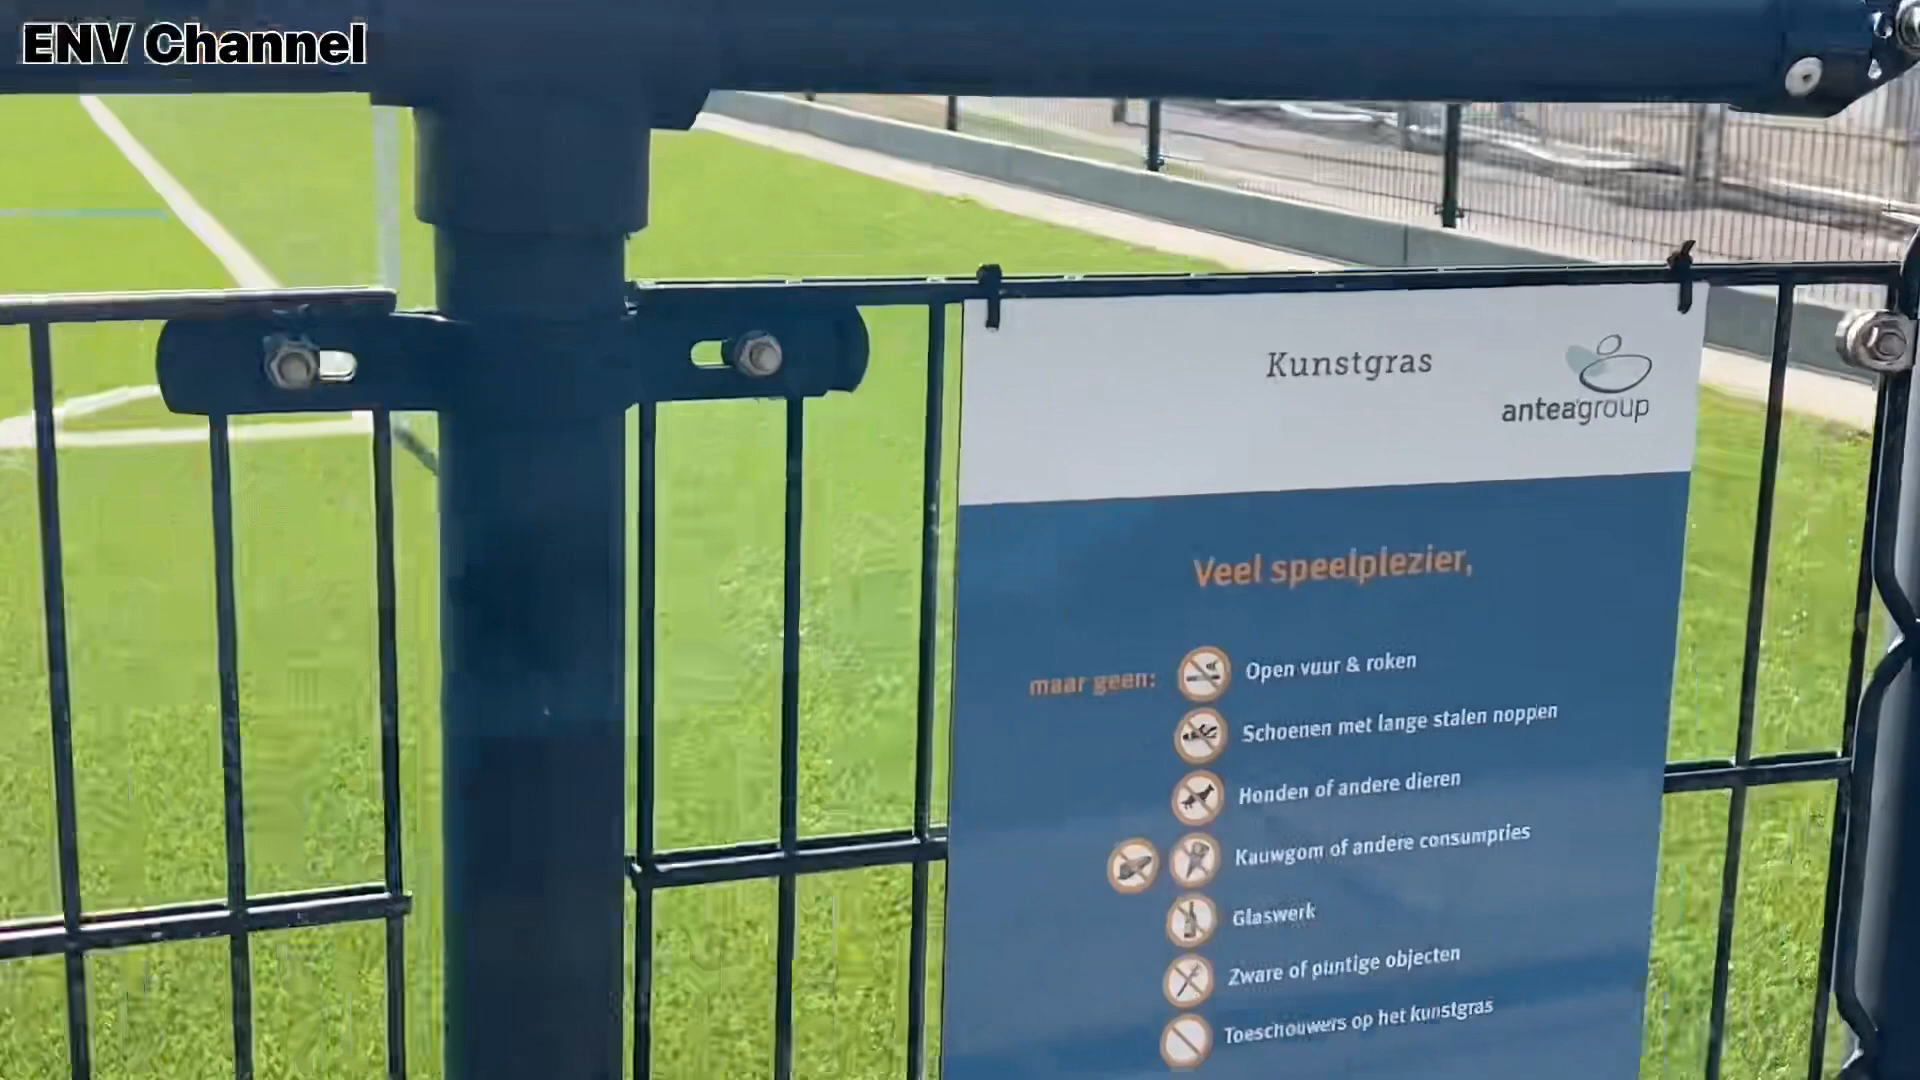 ENV Channel
Kunstgras
anteagroup
Veel speelplezier,
maar geen:
Open vuur & roken
Schoenen met lange stalen noppen
Honden of andere dieren
Kauwgom of andere consumpries
Glaswerk
Zware of puntige objecten
Toeschouwers op het kunstgras